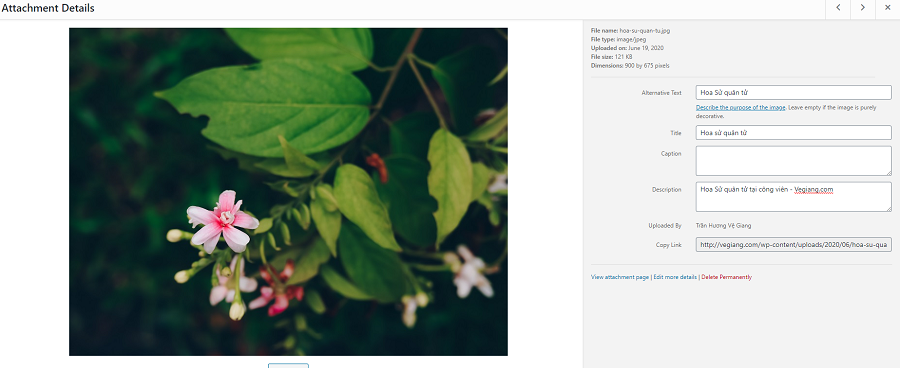 Attachment Details
File name: hoa-su-quan-tu.jpg
File type: image/jpeg
Uploaded on: June 19, 2020
File size: 121 KB
Dimensions: 900 by 675 pixels
Alternative Text
Hoa Sử quân tử
Describe the purpose of the image. Leave empty if the image is purely
decorative.
Title
Hoa sử quân tử
Caption
Description
Hoa Sử quân tử tại công viên - Vegiang.com
Uploaded By
Trần Hương Vệ Giang
Copy Link
http://vegiang.com/wp-content/uploads/2020/06/hoa-su-qua
View attachment page | Edit more details | Delete Permanently